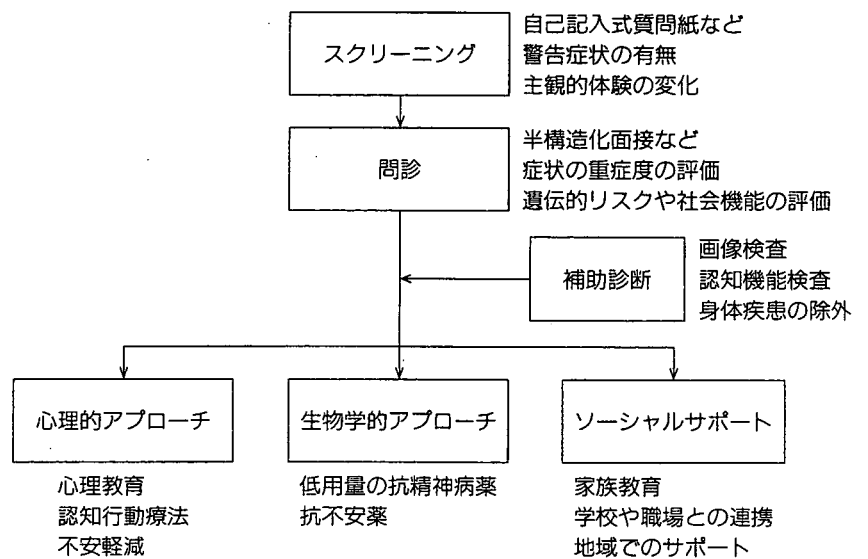 スクリーニング
自己記入式質問紙など
警告症状の有無
主観的体験の変化
問診
半構造化面接など
症状の重症度の評価
遺伝的リスクや社会機能の評価
補助診断
画像検査
認知機能検査
身体疾患の除外
心理的アプローチ
心理教育
認知行動療法
不安軽減
生物学的アプローチ
低用量の抗精神病薬
抗不安薬
ソーシャルサポート
家族教育
学校や職場との連携
地域でのサポート